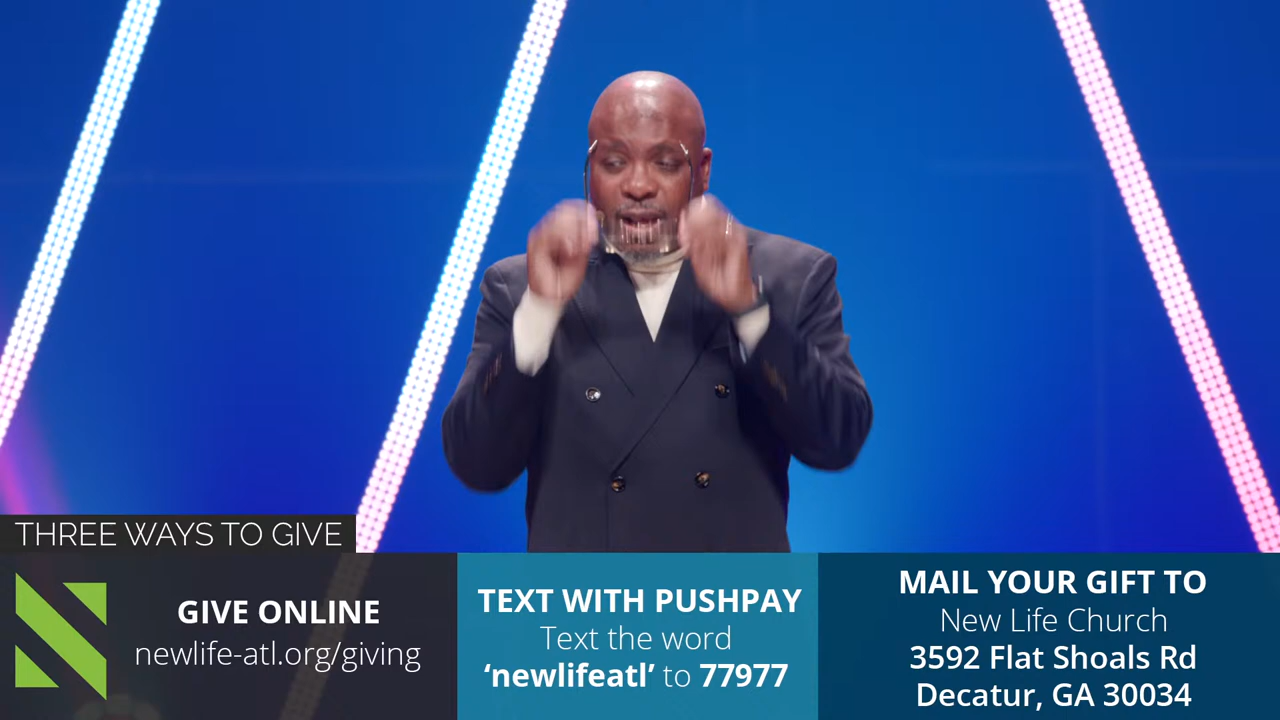 THREE WAYS TO GIVE
GIVE ONLINE
newlife-atl.org/giving
TEXT WITH PUSHPAY
Text the word
‘newlifeatl’ to 77977
MAIL YOUR GIFT TO
New Life Church
3592 Flat Shoals Rd
Decatur, GA 30034